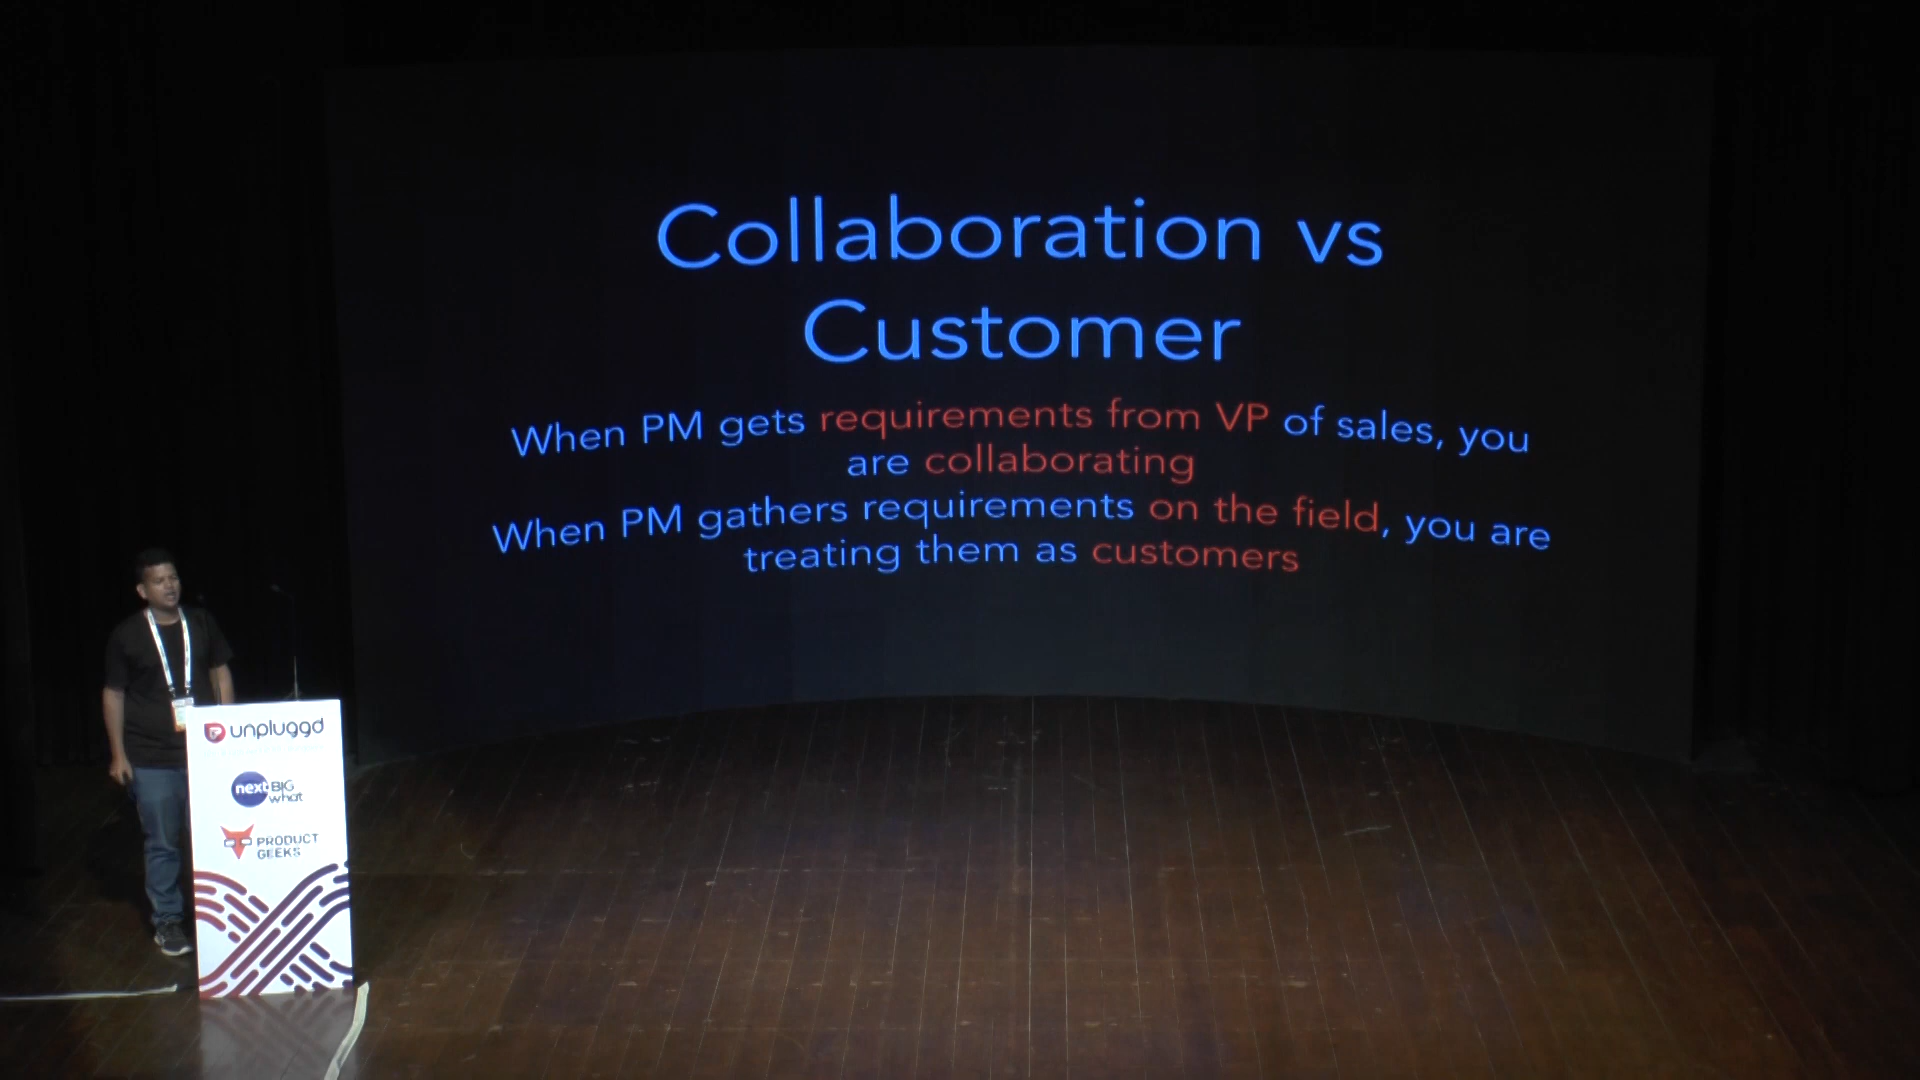 Collaboration vs
Customer
When PM gets requirements from VP of sales, you
are collaborating
When PM gathers requirements on the field, you are
treating them as customers
unpluggd
next BIG
what
PRODUCT
GEEKS